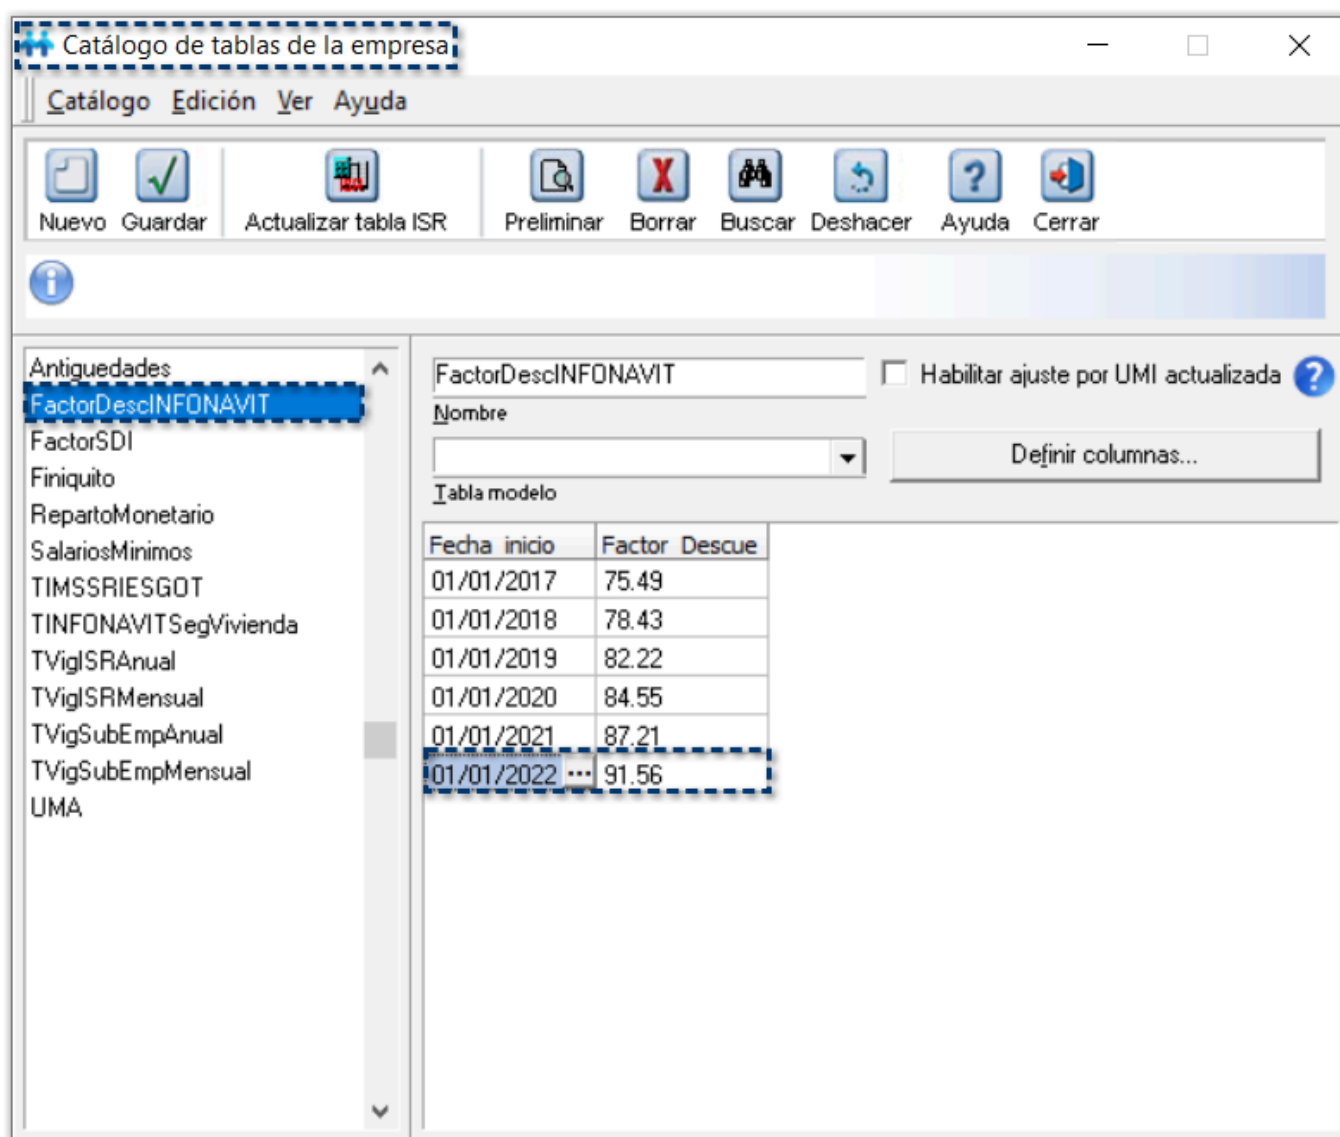 Catálogo de tablas de la empresa
Catálogo Edición Ver Ayuda
Nuevo Guardar Actualizar tabla ISR Preliminar Borrar Buscar Deshacer Ayuda Cerrar
Antiguedades
FactorDescINFONAVIT
FactorSDI
Finiquito
RepartoMonetario
SalariosMinimos
TIMSSRIESGOT
TINFONAVITSegVivienda
TVigISRAnual
TVigISRMensual
TVigSubEmpAnual
TVigSubEmpMensual
UMA
FactorDescINFONAVIT
Habilitar ajuste por UMI actualizada ?
Nombre
Definir columnas...
Tabla modelo
Fecha inicio Factor Descue
01/01/2017 75.49
01/01/2018 78.43
01/01/2019 82.22
01/01/2020 84.55
01/01/2021 87.21
01/01/2022 ... 91.56